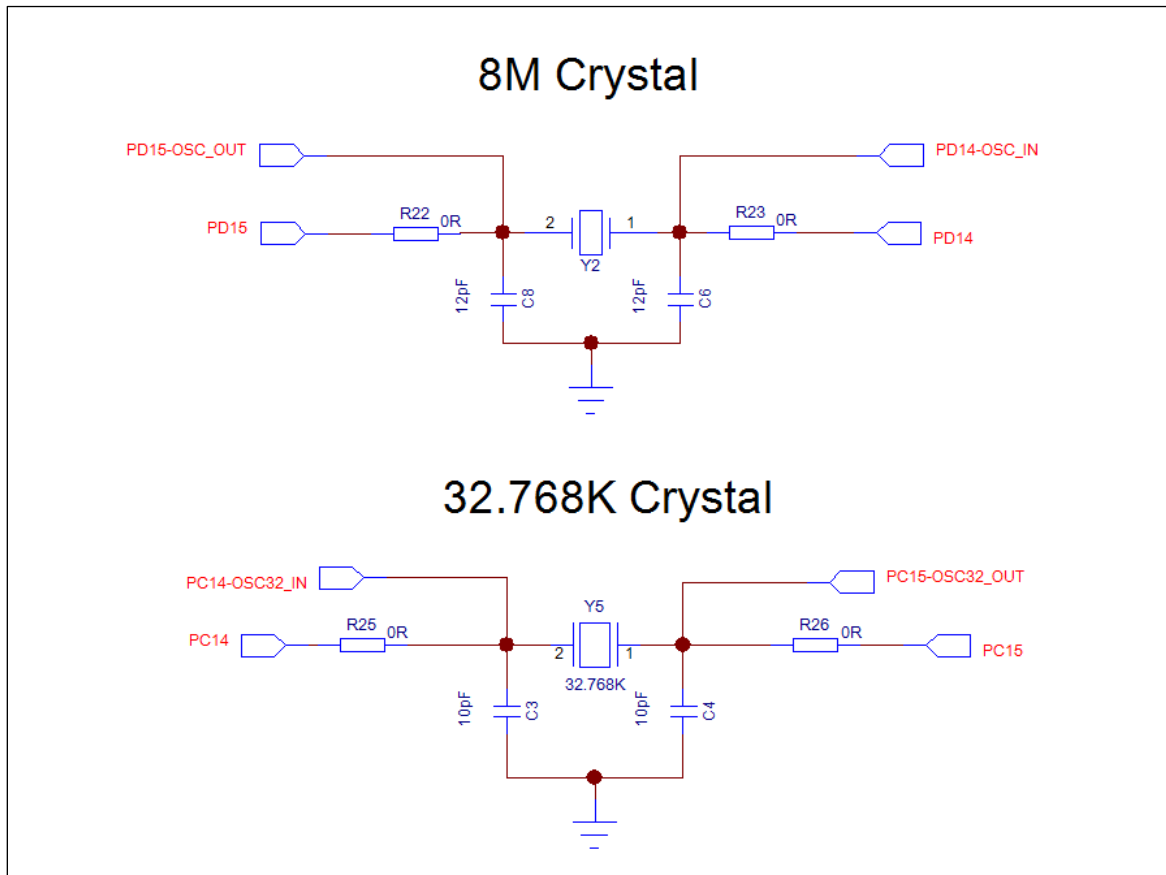 8M Crystal
PD15-OSC_OUT
PD14-OSC_IN
PD15
R22
0R
2
1
R23
0R
PD14
Y2
12pF
C8
12pF
C6
32.768K Crystal
PC14-OSC32_IN
PC15-OSC32_OUT
PC14
R25
0R
Y5
2
1
R26
0R
PC15
32.768K
10pF
C3
10pF
C4